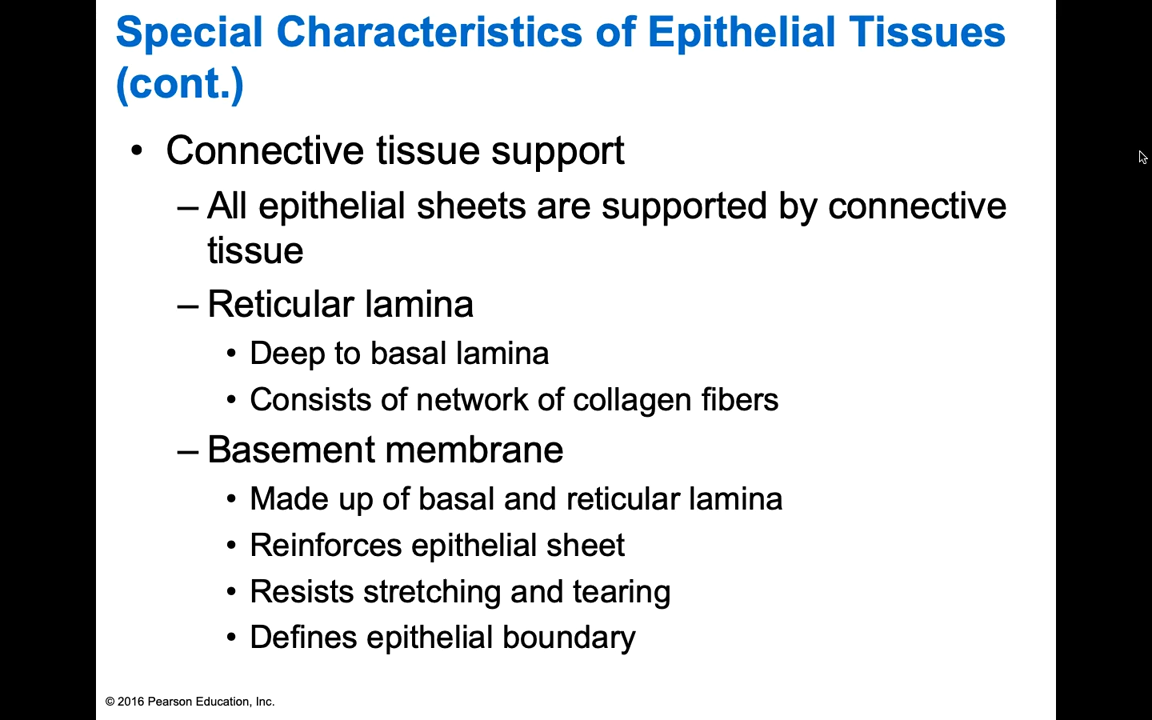 Special Characteristics of Epithelial Tissues
(cont.)
• Connective tissue support
– All epithelial sheets are supported by connective
tissue
– Reticular lamina
• Deep to basal lamina
• Consists of network of collagen fibers
– Basement membrane
• Made up of basal and reticular lamina
• Reinforces epithelial sheet
• Resists stretching and tearing
• Defines epithelial boundary
© 2016 Pearson Education, Inc.